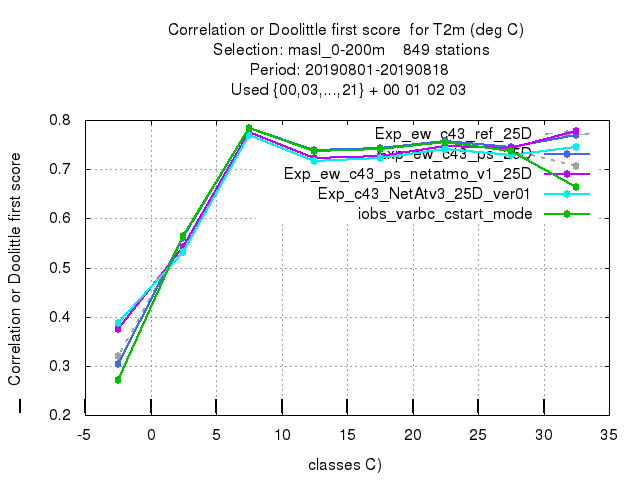 Correlation or Doolittle first score  for T2m (deg C)
Selection: masl_0-200m    849 stations
Period: 20190801-20190818
Used {00,03,...,21} + 00 01 02 03
Correlation or Doolittle first score
0.8
0.7
0.6
0.5
0.4
0.3
0.2
Exp_ew_c43_ref_25D
Exp_ew_c43_ps_25D
Exp_ew_c43_ps_netatmo_v1_25D
Exp_c43_NetAtv3_25D_ver01
iobs_varbc_cstart_mode
-5 0 5 10 15 20 25 30 35
classes C)